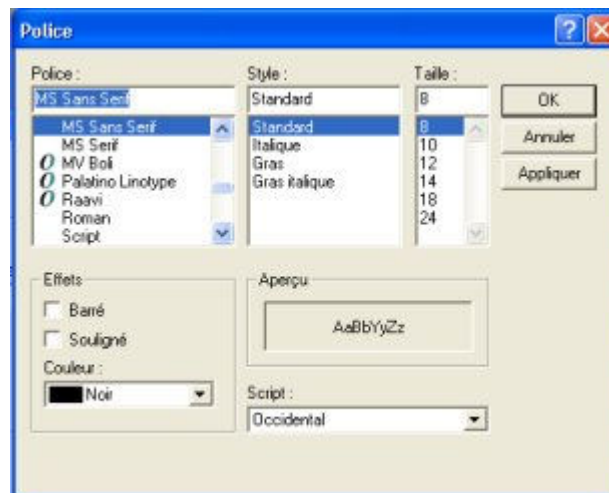 Police
Police :
MS Sans Serif
MS Sans Serif
MS Serif
MV Boli
Palatino Linotype
Raavi
Roman
Script
Style :
Standard
Standard
Italique
Gras
Gras italique
Taille :
8
8
10
12
14
18
24
OK
Annuler
Appliquer
Effets
Barré
Souligné
Couleur :
Noir
Aperçu
AaBbYyZz
Script :
Occidental